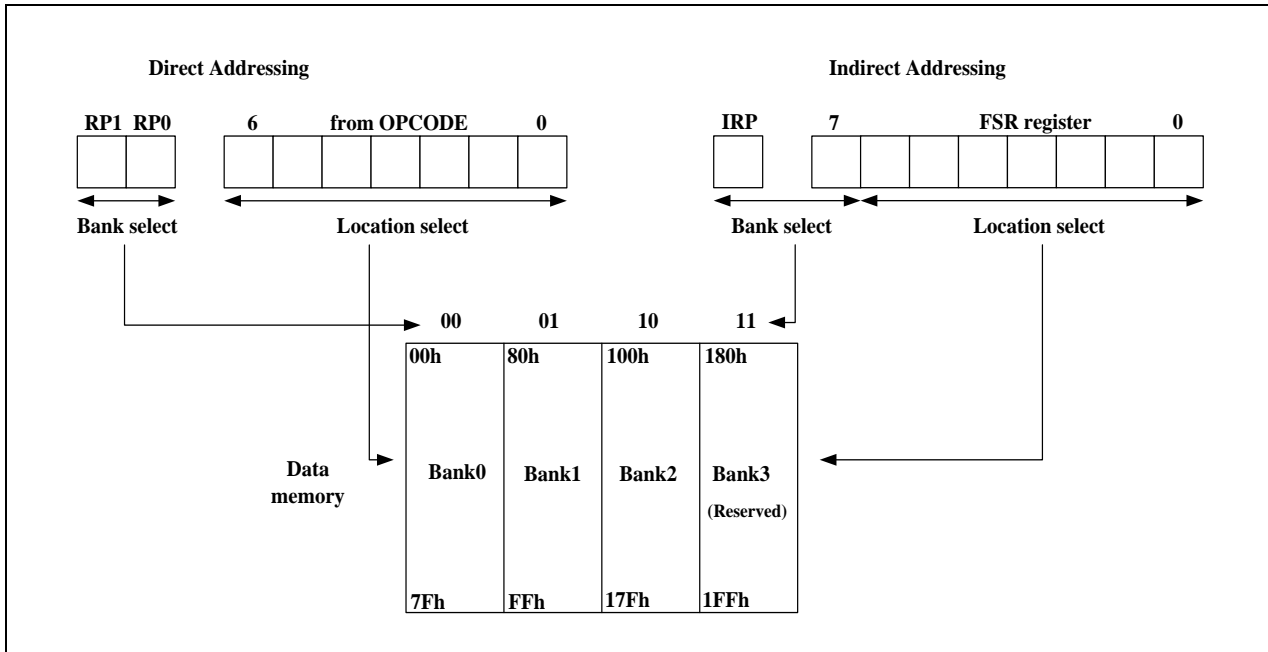 Direct Addressing
Indirect Addressing
RP1 RP0
6 from OPCODE 0
IRP
7 FSR register 0
Bank select
Location select
Bank select
Location select
00 01 10 11
00h 80h 100h 180h
Data
memory
Bank0 Bank1 Bank2 Bank3
(Reserved)
7Fh FFh 17Fh 1FFh